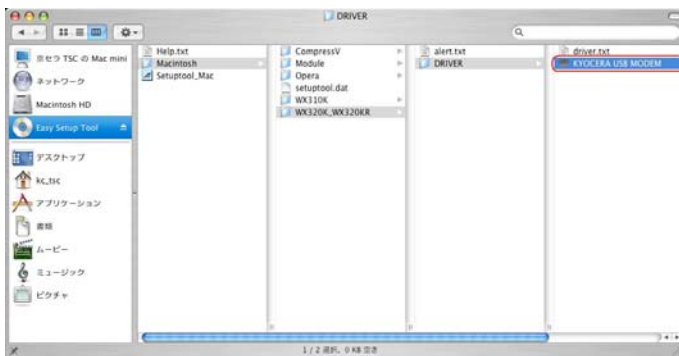 DRIVER
京セラ TSC の Mac mini
ネットワーク
Macintosh HD
Easy Setup Tool
デスクトップ
kc_tsc
アプリケーション
書類
ムービー
ミュージック
ピクチャ
Help.txt
Macintosh
Setuptool_Mac
CompressV
Module
Opera
setuptool.dat
WX310K
WX320K_WX320KR
alert.txt
DRIVER
driver.txt
KYOCERA USB MODEM
1 / 2 選択、0 KB 空き